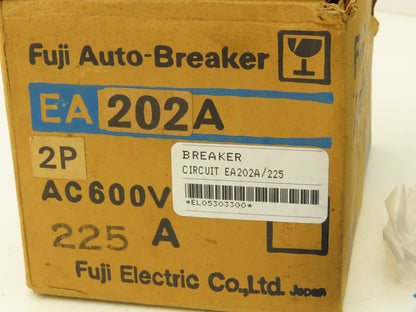 Fuji Auto-Breaker
EA 202A
2P
BREAKER
CIRCUIT EA202A/225
*EL05303300*
AC600V
225 A
Fuji Electric Co.,Ltd. Japan